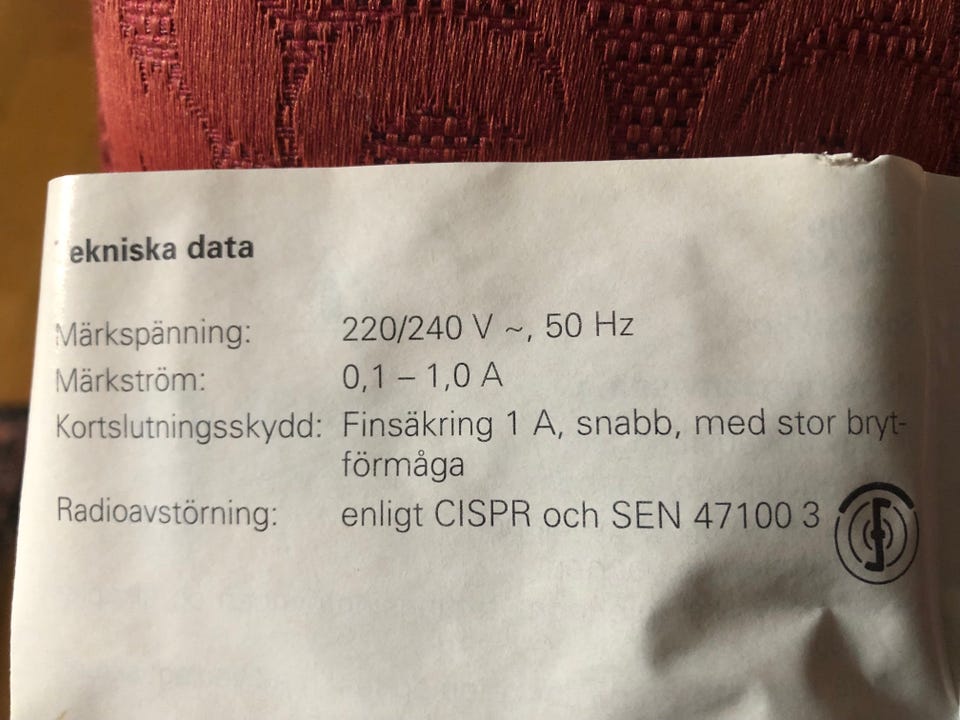 Tekniska data
Märkspänning: 220/240 V ~, 50 Hz
Märkström: 0,1 – 1,0 A
Kortslutningsskydd: Finsäkring 1 A, snabb, med stor bryt-
förmåga
Radioavstörning: enligt CISPR och SEN 47100 3